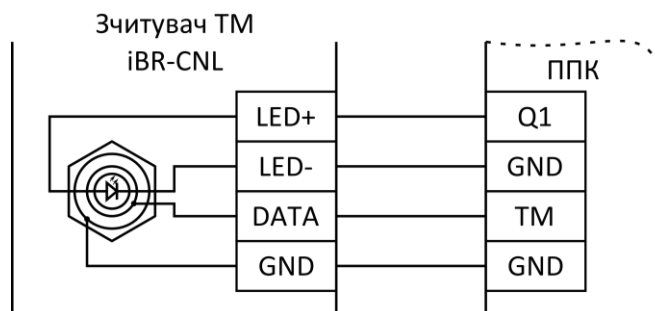 Зчитувач ТМ
iBR-CNL
ППК
LED+
Q1
LED-
GND
DATA
TM
GND
GND